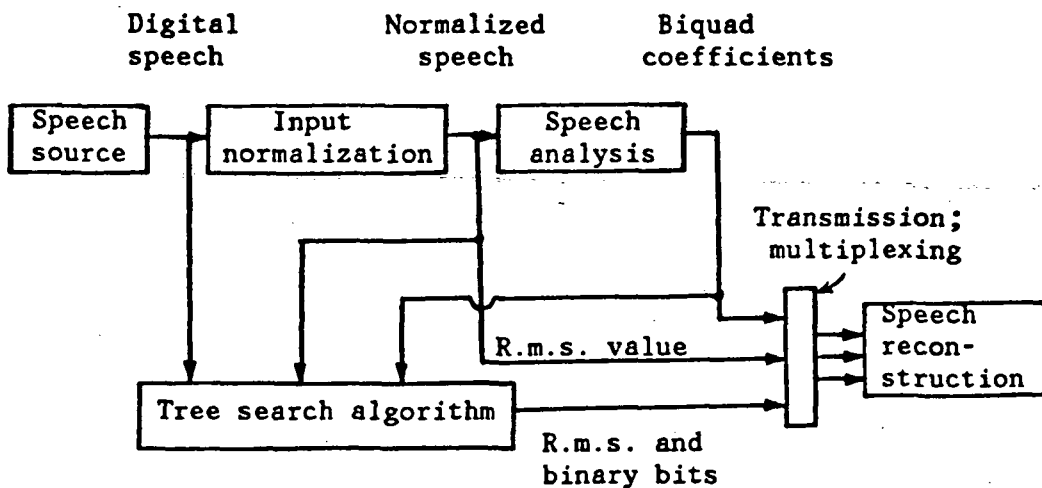 Digital
speech
Normalized
speech
Biquad
coefficients
Speech
source
Input
normalization
Speech
analysis
Transmission;
multiplexing
R.m.s. value
Speech
recon-
struction
Tree search algorithm
R.m.s. and
binary bits